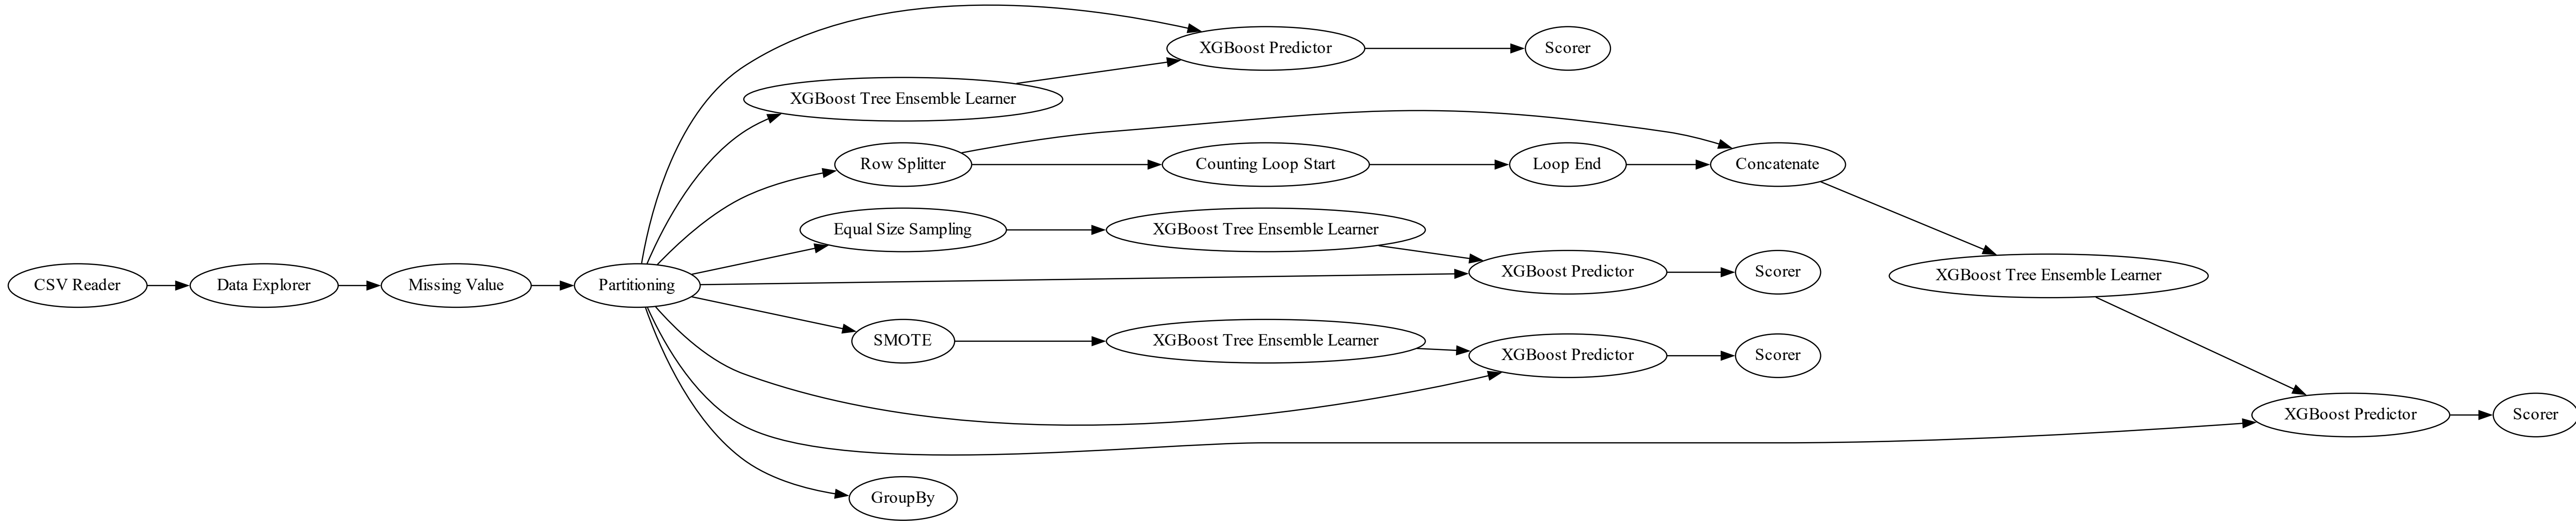 XGBoost Predictor
Scorer
XGBoost Tree Ensemble Learner
Row Splitter
Counting Loop Start
Loop End
Concatenate
Equal Size Sampling
XGBoost Tree Ensemble Learner
CSV Reader
Data Explorer
Missing Value
Partitioning
XGBoost Predictor
Scorer
XGBoost Tree Ensemble Learner
SMOTE
XGBoost Tree Ensemble Learner
XGBoost Predictor
Scorer
XGBoost Predictor
Scorer
GroupBy